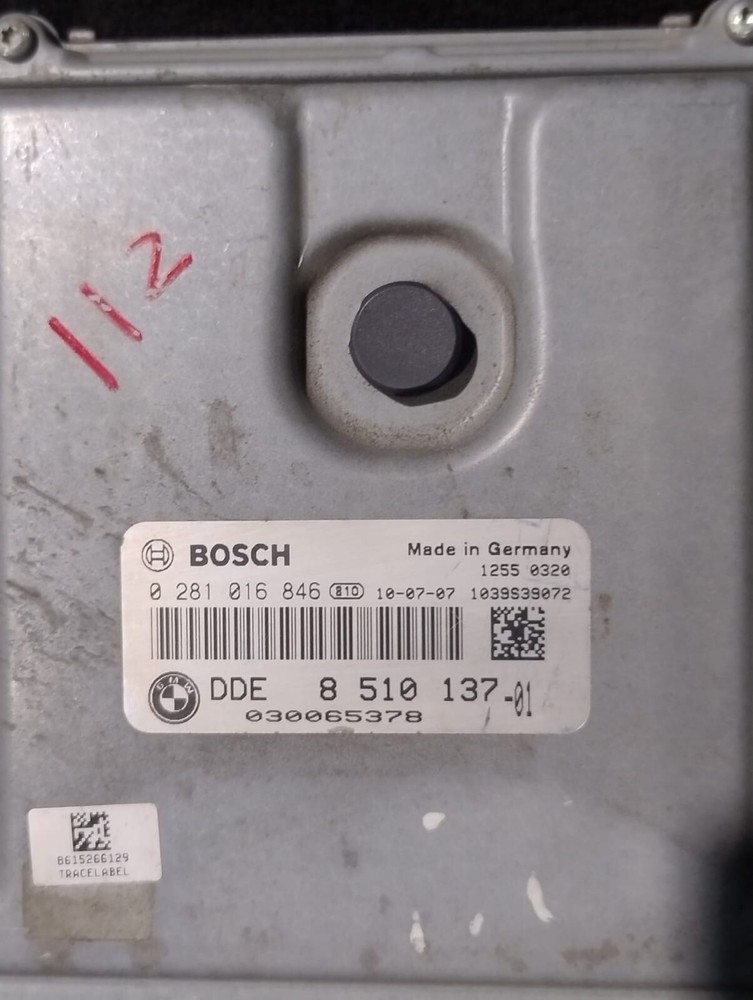 112
BOSCH
Made in Germany
1255 0320
0 281 016 846 810 10-07-07 1039S39072
BMW
DDE 8 510 137-01
030065378
8615266129
TRACELABEL